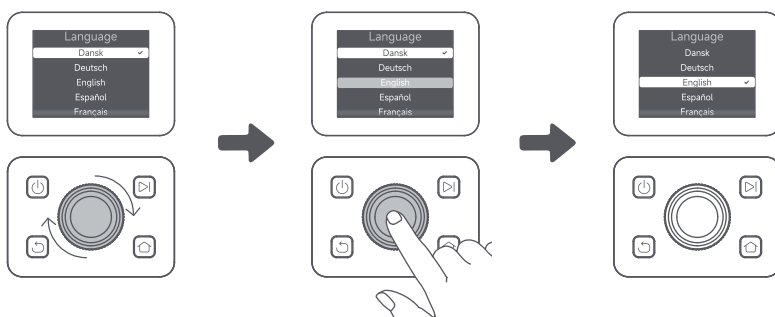 Language
Dansk
Deutsch
English
Español
Français
Language
Dansk
Deutsch
English
Español
Français
Language
Dansk
Deutsch
English
Español
Français